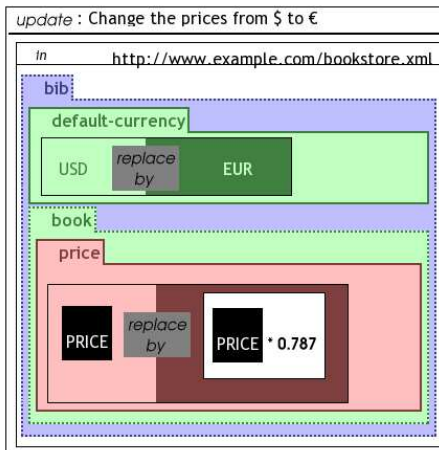 update : Change the prices from $ to €
In http://www.example.com/bookstore.xml
bib
default-currency
USD replace by EUR
book
price
PRICE replace by PRICE * 0.787